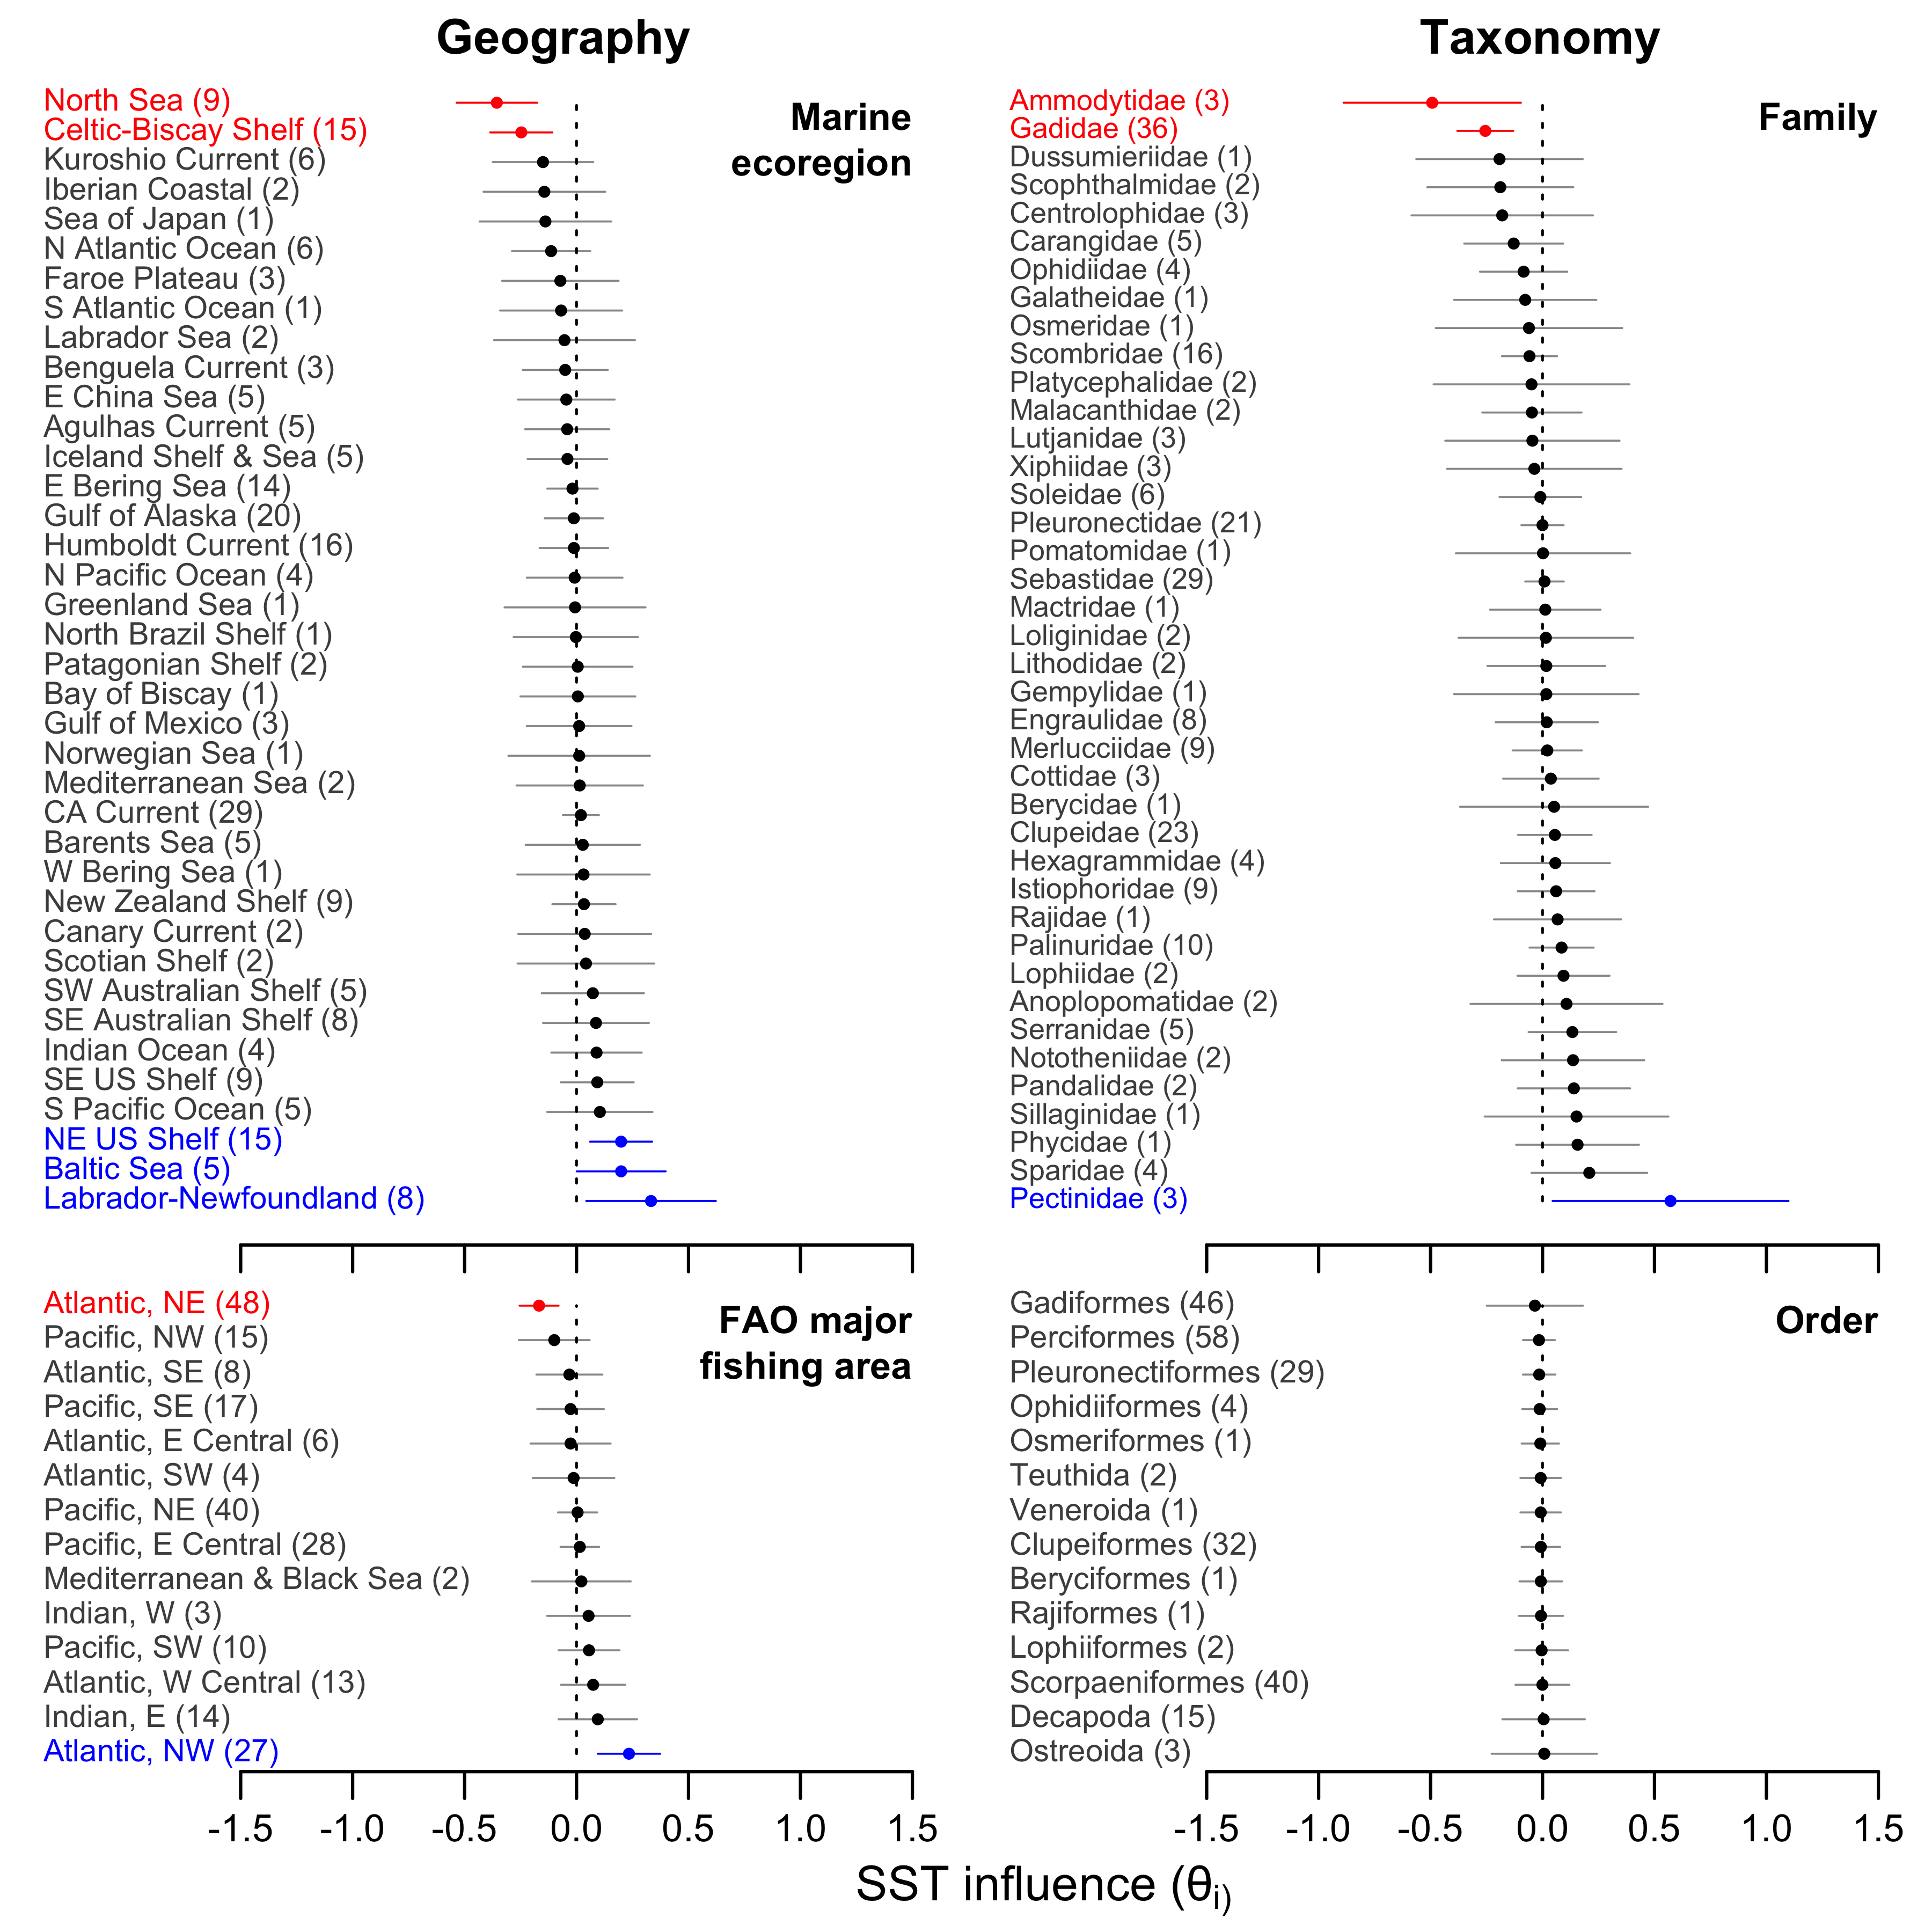 Geography
Marine
ecoregion
North Sea (9)
Celtic-Biscay Shelf (15)
Kuroshio Current (6)
Iberian Coastal (2)
Sea of Japan (1)
N Atlantic Ocean (6)
Faroe Plateau (3)
S Atlantic Ocean (1)
Labrador Sea (2)
Benguela Current (3)
E China Sea (5)
Agulhas Current (5)
Iceland Shelf & Sea (5)
E Bering Sea (14)
Gulf of Alaska (20)
Humboldt Current (16)
N Pacific Ocean (4)
Greenland Sea (1)
North Brazil Shelf (1)
Patagonian Shelf (2)
Bay of Biscay (1)
Gulf of Mexico (3)
Norwegian Sea (1)
Mediterranean Sea (2)
CA Current (29)
Barents Sea (5)
W Bering Sea (1)
New Zealand Shelf (9)
Canary Current (2)
Scotian Shelf (2)
SW Australian Shelf (5)
SE Australian Shelf (8)
Indian Ocean (4)
SE US Shelf (9)
S Pacific Ocean (5)
NE US Shelf (15)
Baltic Sea (5)
Labrador-Newfoundland (8)
FAO major
fishing area
Atlantic, NE (48)
Pacific, NW (15)
Atlantic, SE (8)
Pacific, SE (17)
Atlantic, E Central (6)
Atlantic, SW (4)
Pacific, NE (40)
Pacific, E Central (28)
Mediterranean & Black Sea (2)
Indian, W (3)
Pacific, SW (10)
Atlantic, W Central (13)
Indian, E (14)
Atlantic, NW (27)
-1.5 -1.0 -0.5 0.0 0.5 1.0 1.5
Taxonomy
Family
Ammodytidae (3)
Gadidae (36)
Dussumieriidae (1)
Scophthalmidae (2)
Centrolophidae (3)
Carangidae (5)
Ophidiidae (4)
Galatheidae (1)
Osmeridae (1)
Scombridae (16)
Platycephalidae (2)
Malacanthidae (2)
Lutjanidae (3)
Xiphiidae (3)
Soleidae (6)
Pleuronectidae (21)
Pomatomidae (1)
Sebastidae (29)
Mactridae (1)
Loliginidae (2)
Lithodidae (2)
Gempylidae (1)
Engraulidae (8)
Merlucciidae (9)
Cottidae (3)
Berycidae (1)
Clupeidae (23)
Hexagrammidae (4)
Istiophoridae (9)
Rajidae (1)
Palinuridae (10)
Lophiidae (2)
Anoplopomatidae (2)
Serranidae (5)
Nototheniidae (2)
Pandalidae (2)
Sillaginidae (1)
Phycidae (1)
Sparidae (4)
Pectinidae (3)
Order
Gadiformes (46)
Perciformes (58)
Pleuronectiformes (29)
Ophidiiformes (4)
Osmeriformes (1)
Teuthida (2)
Veneroida (1)
Clupeiformes (32)
Beryciformes (1)
Rajiformes (1)
Lophiiformes (2)
Scorpaeniformes (40)
Decapoda (15)
Ostreoida (3)
-1.5 -1.0 -0.5 0.0 0.5 1.0 1.5
SST influence (θi)